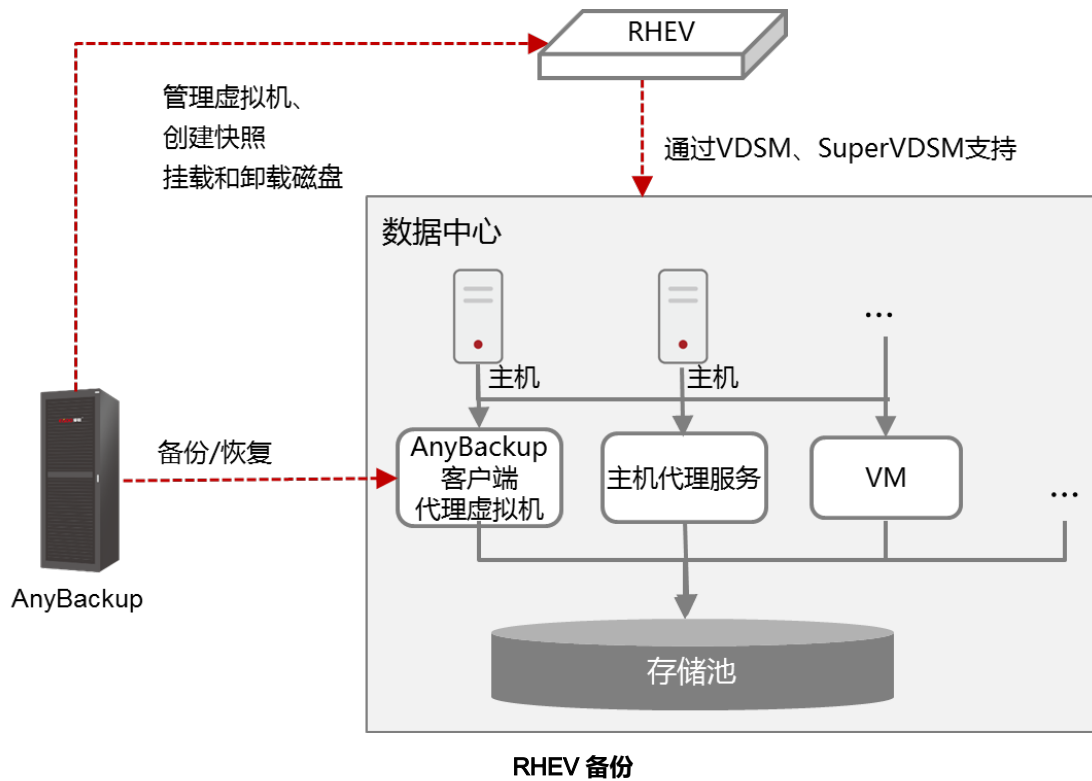 RHEV
管理虚拟机、
创建快照
挂载和卸载磁盘
通过VDSM、SuperVDSM支持
数据中心
...
主机
主机
备份/恢复
AnyBackup
客户端
代理虚拟机
主机代理服务
VM
...
AnyBackup
存储池
RHEV 备份